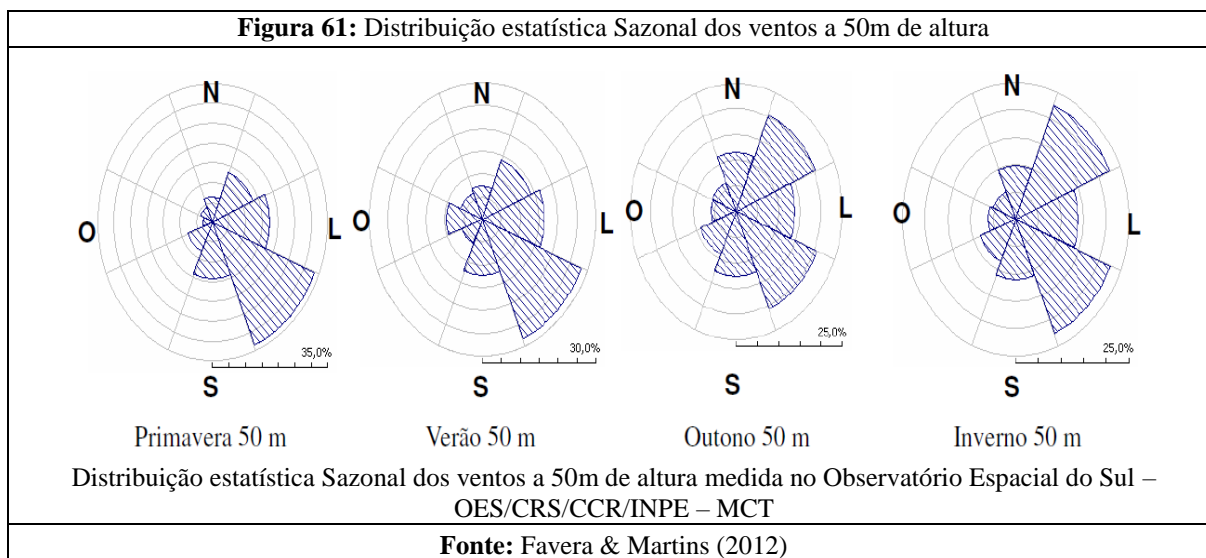 Figura 61: Distribuição estatística Sazonal dos ventos a 50m de altura
N
O
L
35,0%
S
Primavera 50 m
N
O
L
30,0%
S
Verão 50 m
N
O
L
25,0%
S
Outono 50 m
N
O
L
25,0%
S
Inverno 50 m
Distribuição estatística Sazonal dos ventos a 50m de altura medida no Observatório Espacial do Sul –
OES/CRS/CCR/INPE – MCT
Fonte: Favera & Martins (2012)